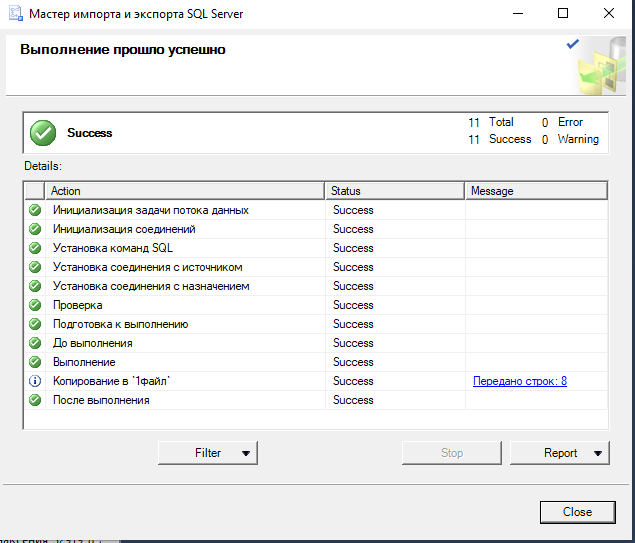 Мастер импорта и экспорта SQL Server
Выполнение прошло успешно
Success
11 Total 0 Error
11 Success 0 Warning
Details:
Action Status Message
Инициализация задачи потока данных Success
Инициализация соединений Success
Установка команд SQL Success
Установка соединения с источником Success
Установка соединения с назначением Success
Проверка Success
Подготовка к выполнению Success
До выполнения Success
Выполнение Success
Копирование в `1файл` Success Передано строк: 8
После выполнения Success
Filter Stop Report
Close